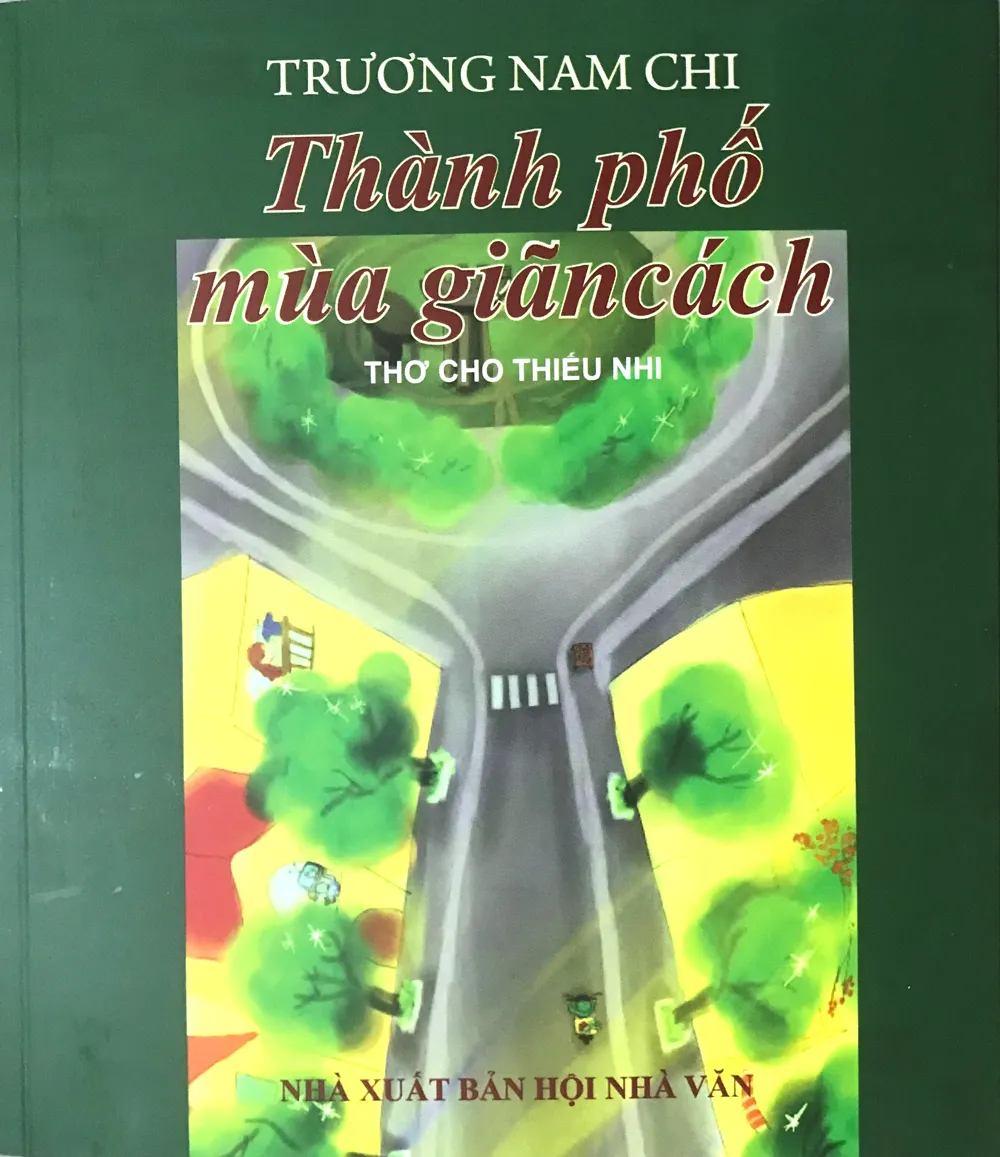 TRƯƠNG NAM CHI
Thành phố
mùa giãncách
THƠ CHO THIẾU NHI
NHÀ XUẤT BẢN HỘI NHÀ VĂN